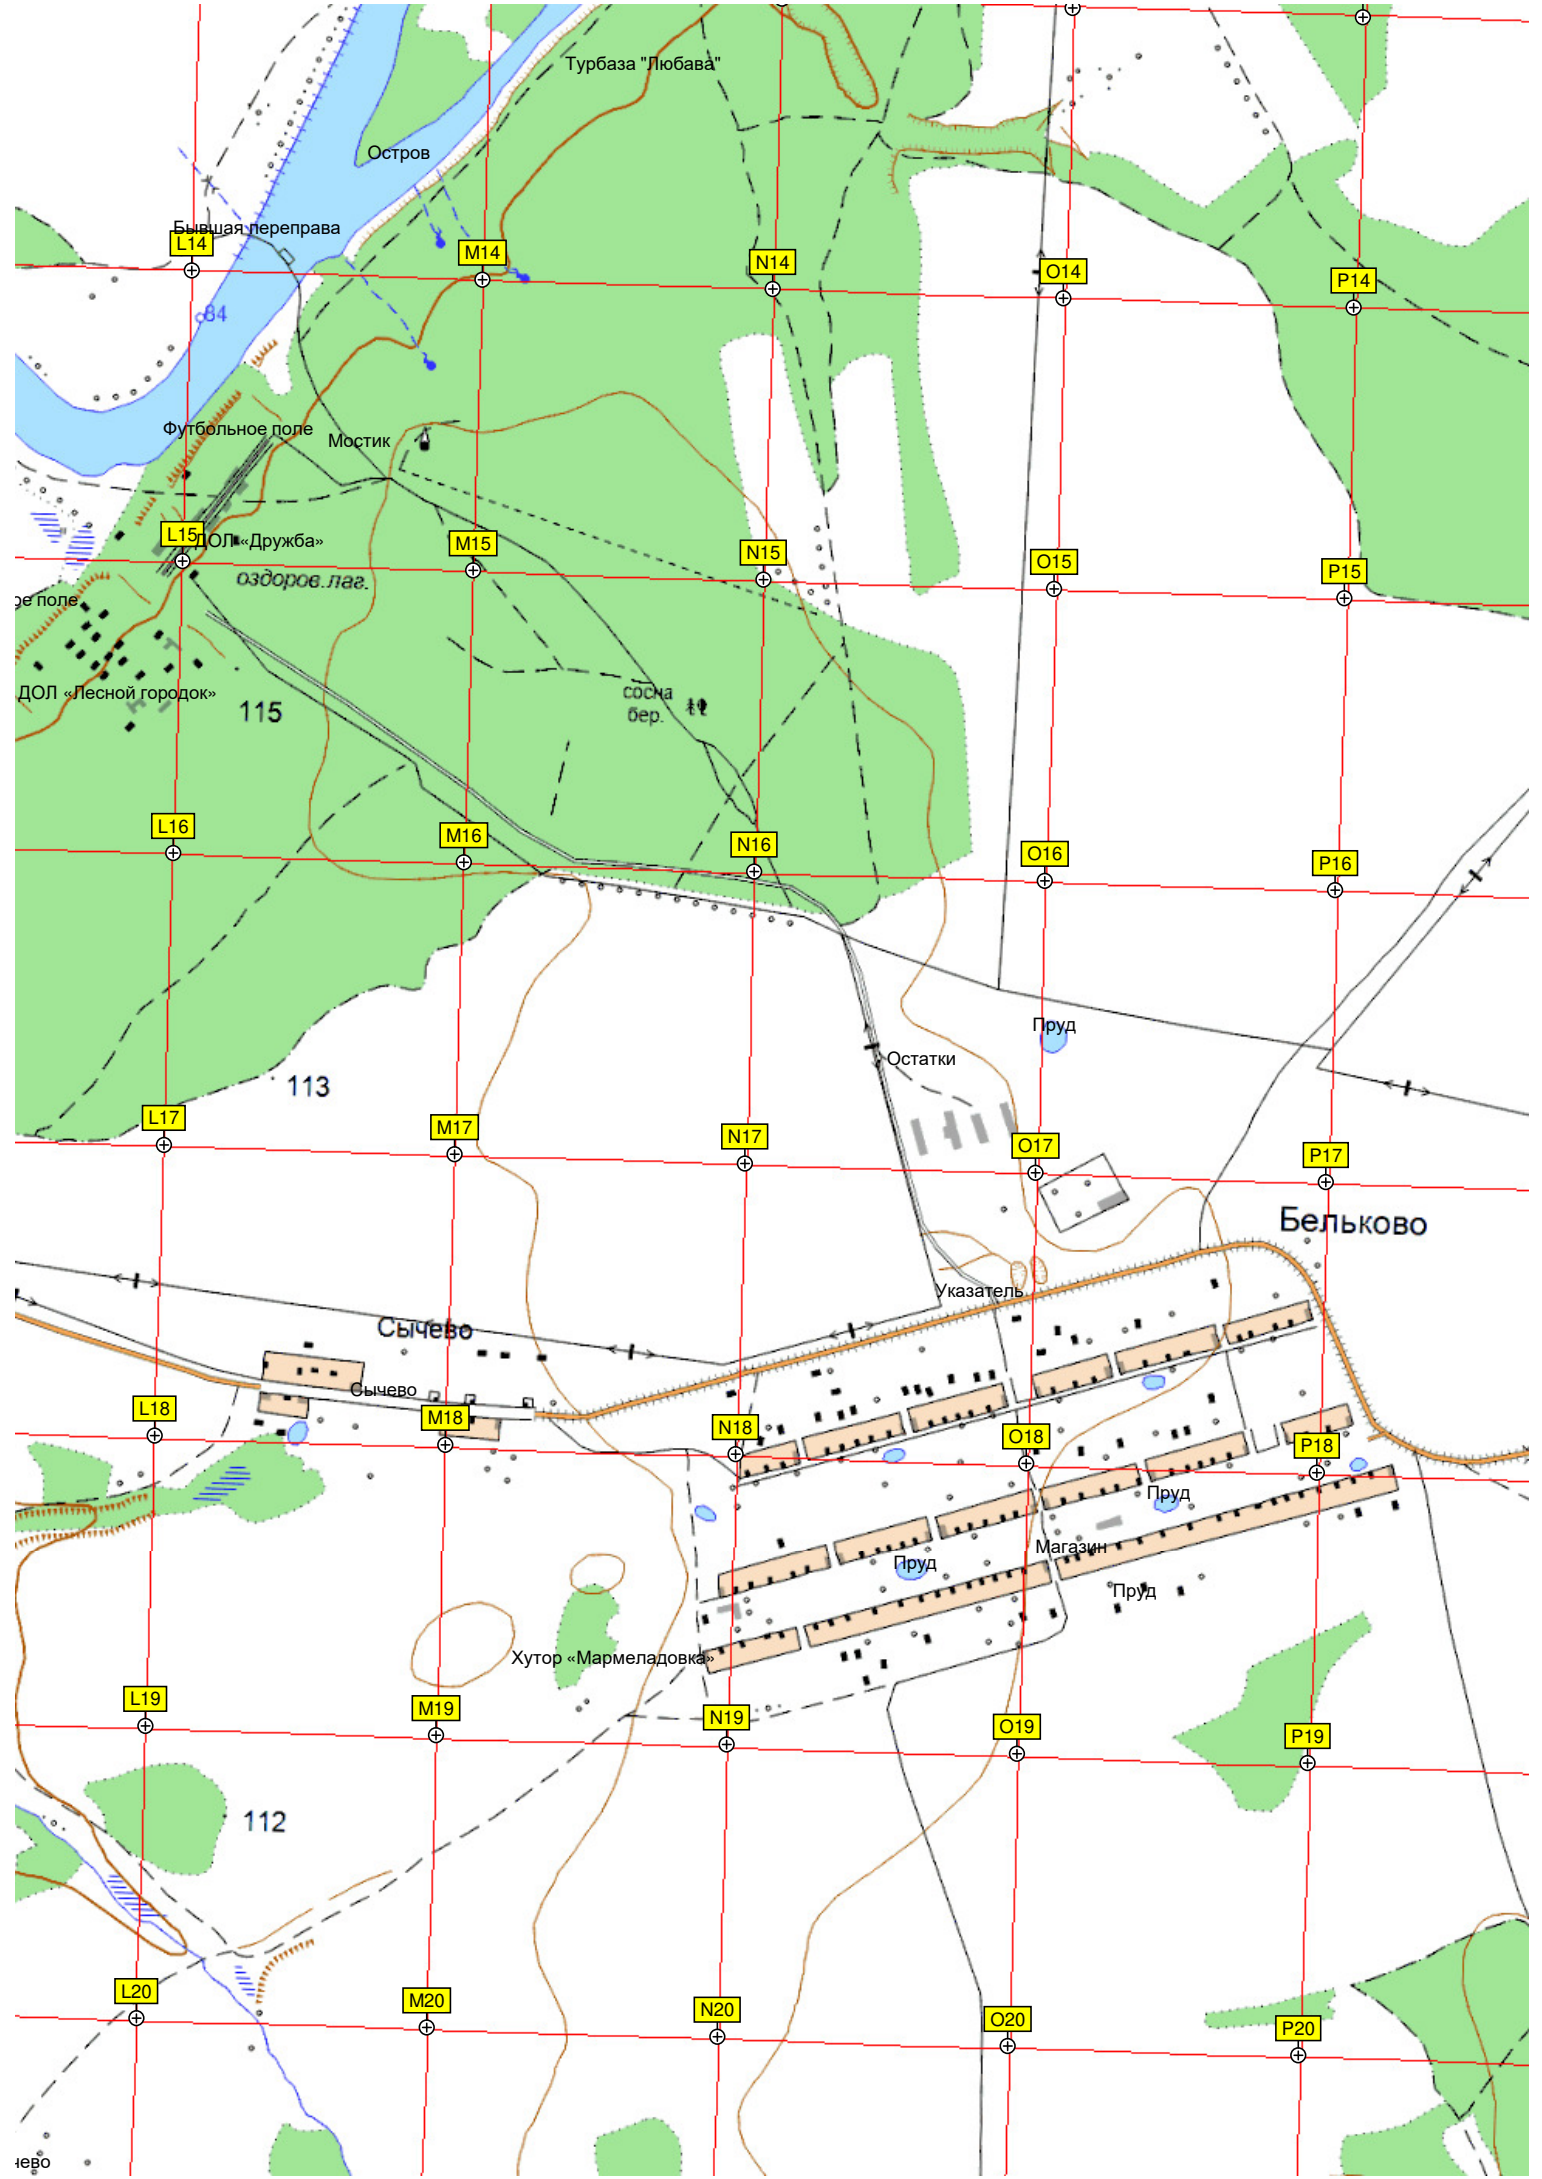 Турбаза "Любава"
Остров
Бывшая переправа
L14
M14
N14
O14
P14
84
Футбольное поле
Мостик
L15
ДОЛ «Дружба»
M15
N15
O15
P15
оздоров.лаг.
ое поле
ДОЛ «Лесной городок»
115
сосна
бер.
L16
M16
N16
O16
P16
Пруд
Остатки
113
L17
M17
N17
O17
P17
Бельково
Указатель
Сычево
Сычево
L18
M18
N18
O18
P18
Пруд
Магазин
Пруд
Пруд
Хутор «Мармеладовка»
L19
M19
N19
O19
P19
112
L20
M20
N20
O20
P20
чево